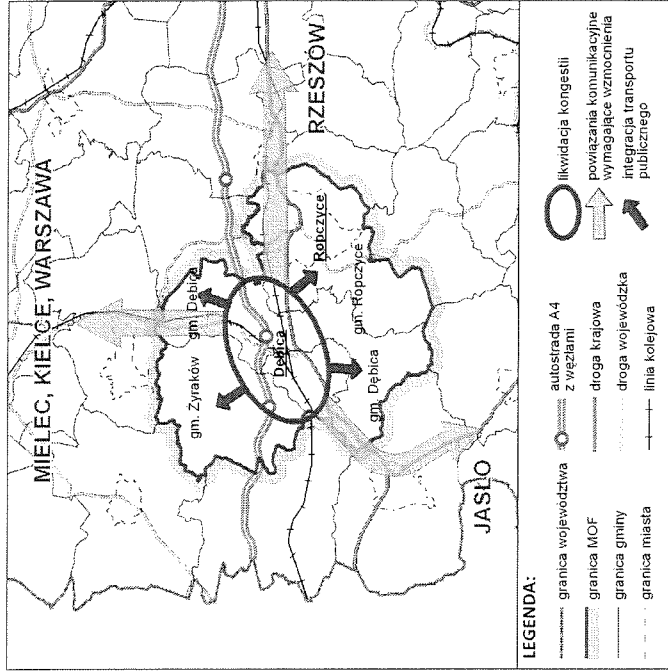 MIELEC, KIELCE, WARSZAWA
RZESZÓW
gm. Dębica
gm. Żyraków
Dębica
Ropczyce
gm. Ropczyce
gm. Dębica
JASŁO
LEGENDA:
granica województwa
granica MOF
granica gminy
granica miasta
autostrada A4
z węzłami
droga krajowa
droga wojewódzka
linia kolejowa
likwidacja kongestii
powiązania komunikacyjne
wymagające wzmocnienia
integracja transportu
publicznego